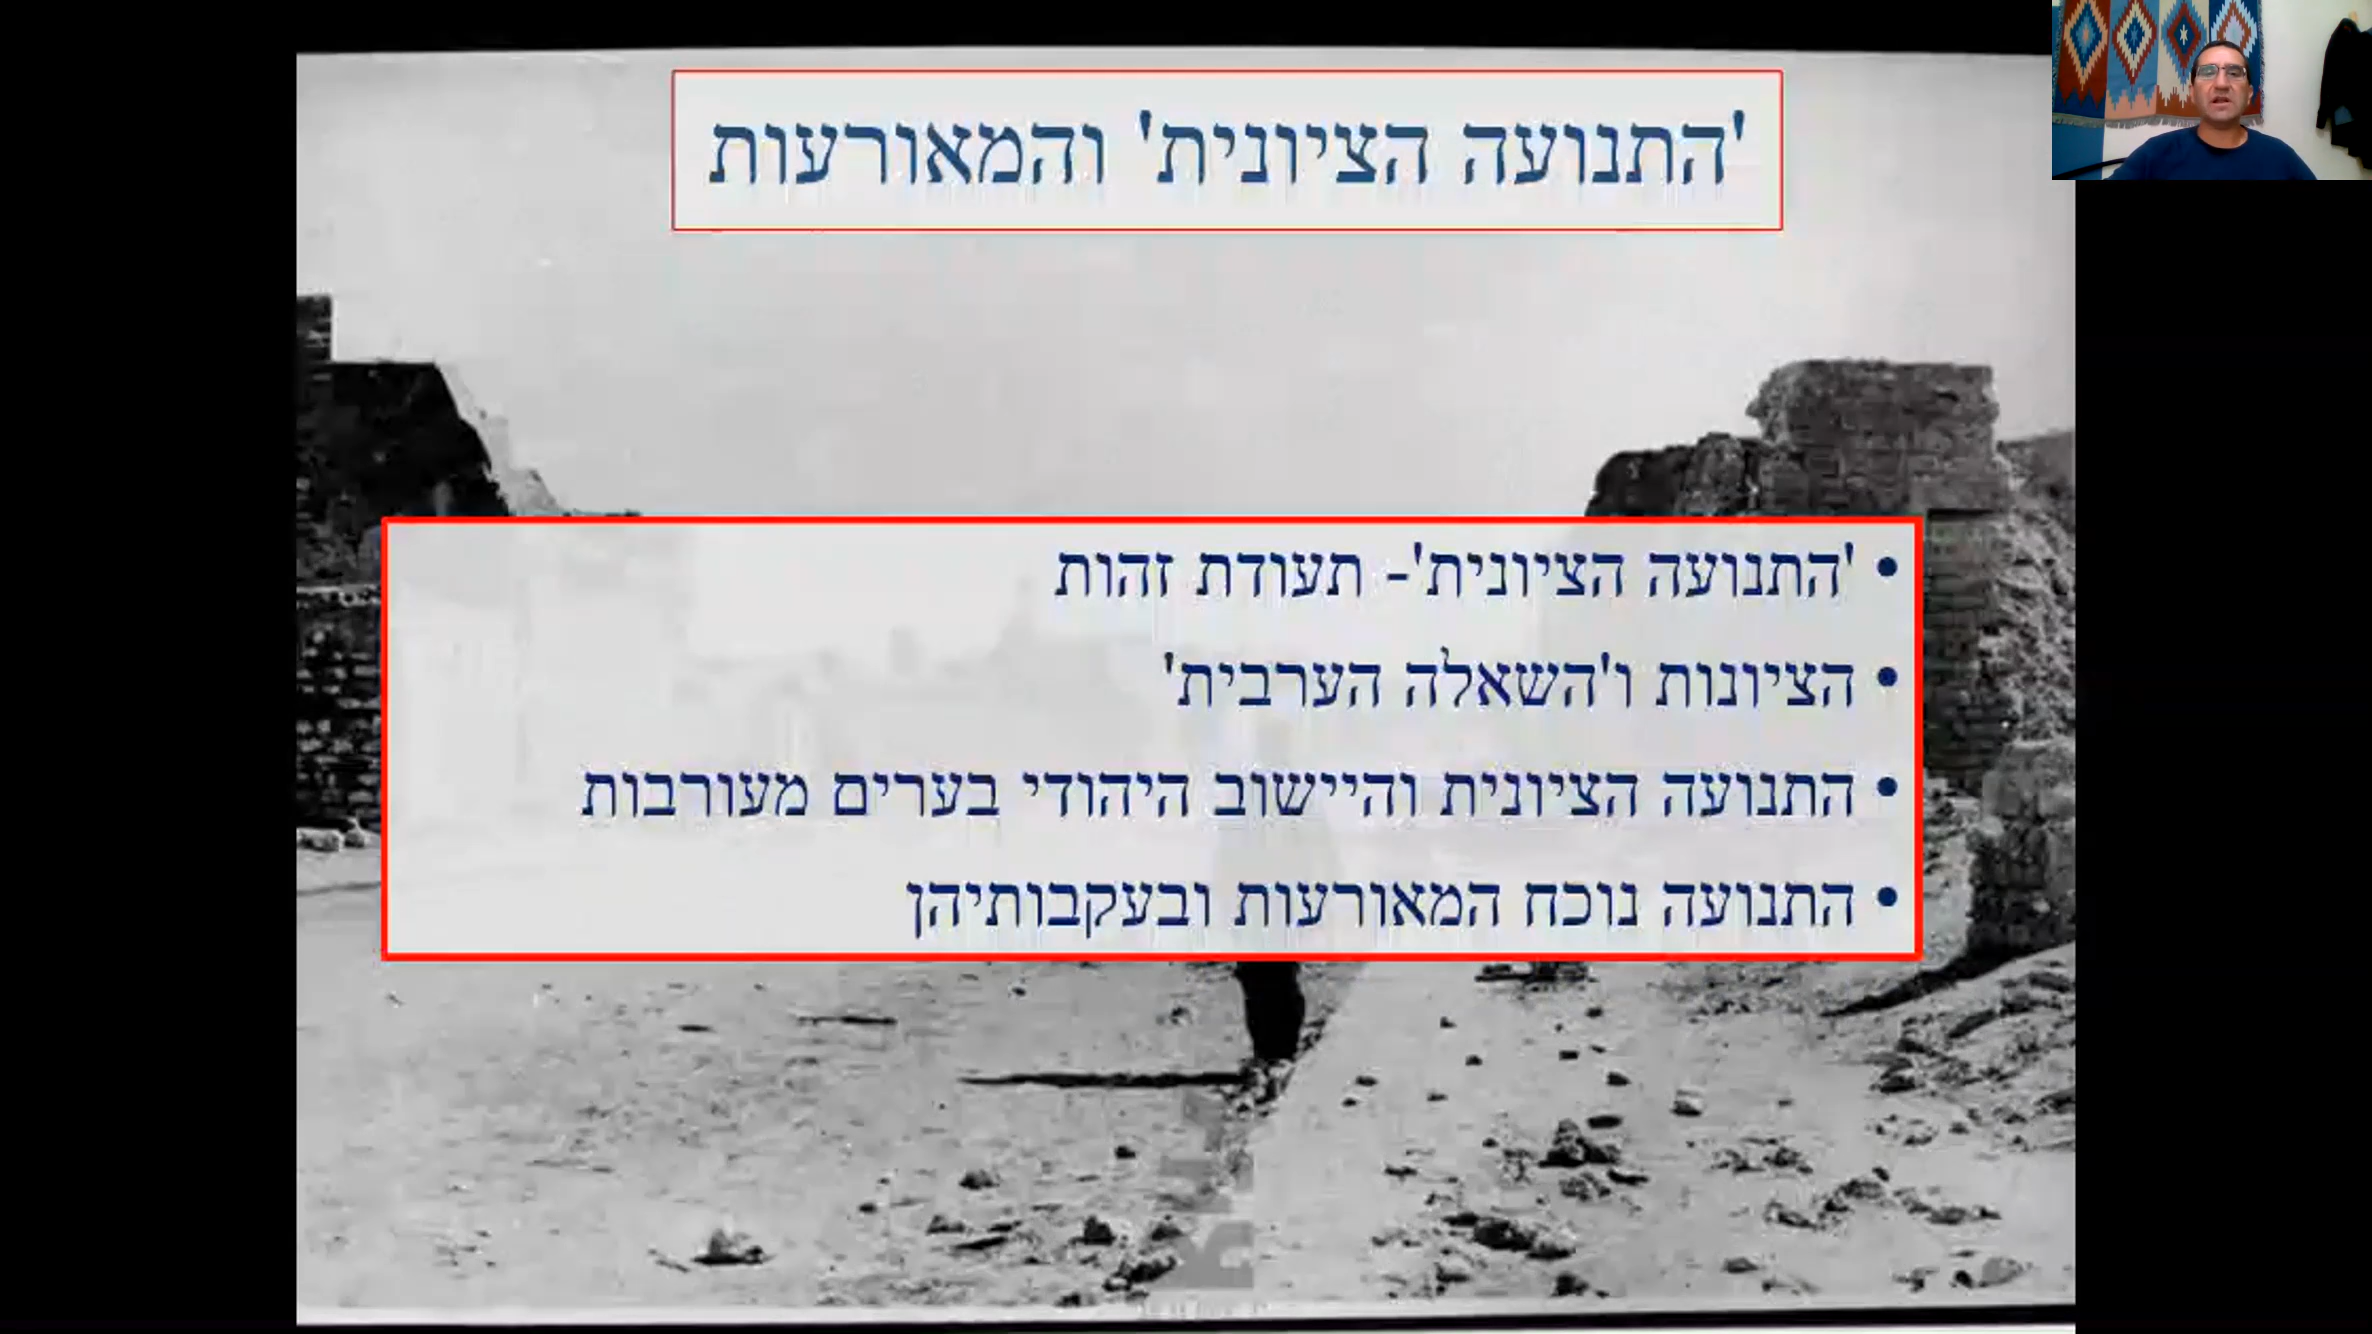 'התנועה הציונית' והמאורעות
• 'התנועה הציונית'- תעודת זהות
• הציונות ו'השאלה הערבית'
• התנועה הציונית והיישוב היהודי בערים מעורבות
• התנועה נוכח המאורעות ובעקבותיהן